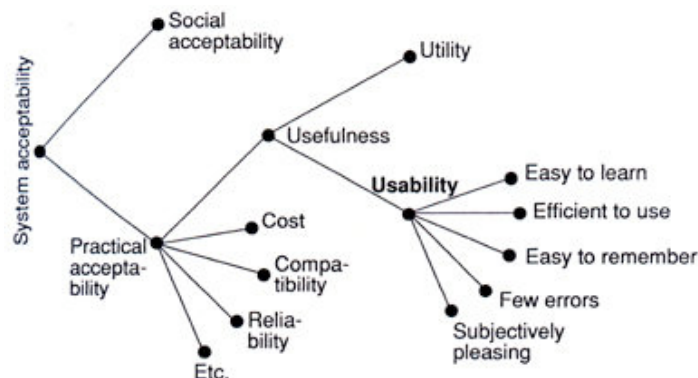 System acceptability
Social
acceptability
Utility
Usefulness
Usability
Easy to learn
Efficient to use
Easy to remember
Few errors
Subjectively
pleasing
Practical
accepta-
bility
Cost
Compa-
tibility
Relia-
bility
Etc.